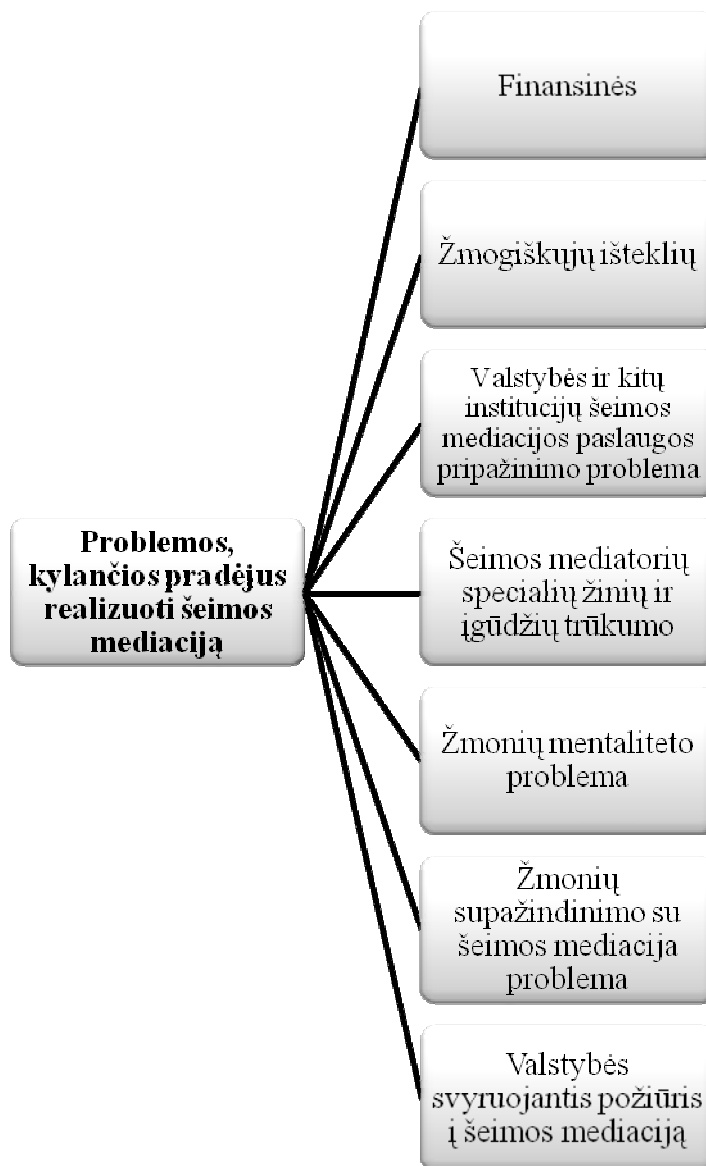 Problemos,
kylančios pradėjus
realizuoti šeimos
mediaciją
Finansinės
Žmogiškųjų išteklių
Valstybės ir kitų
institucijų šeimos
mediacijos paslaugos
pripažinimo problema
Šeimos mediatorių
specialių žinių ir
įgūdžių trūkumo
Žmonių mentaliteto
problema
Žmonių
supažindinimo su
šeimos mediacija
problema
Valstybės
svyruojantis požiūris
į šeimos mediaciją